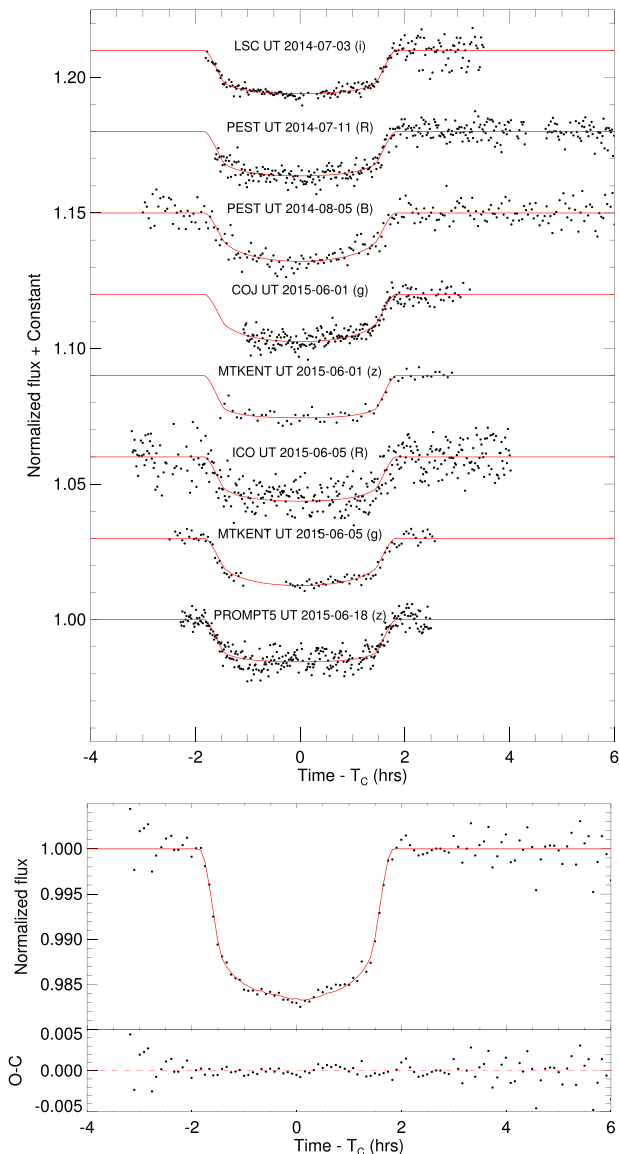 LSC UT 2014-07-03 (i)
1.20
PEST UT 2014-07-11 (R)
1.15
PEST UT 2014-08-05 (B)
COJ UT 2015-06-01 (g)
1.10
MTKENT UT 2015-06-01 (z)
ICO UT 2015-06-05 (R)
1.05
MTKENT UT 2015-06-05 (g)
PROMPT5 UT 2015-06-18 (z)
1.00
Normalized flux + Constant
-4 -2 0 2 4 6
Time - T_C (hrs)
1.000
0.995
0.990
0.985
Normalized flux
0.005
0.000
-0.005
O-C
-4 -2 0 2 4 6
Time - T_C (hrs)